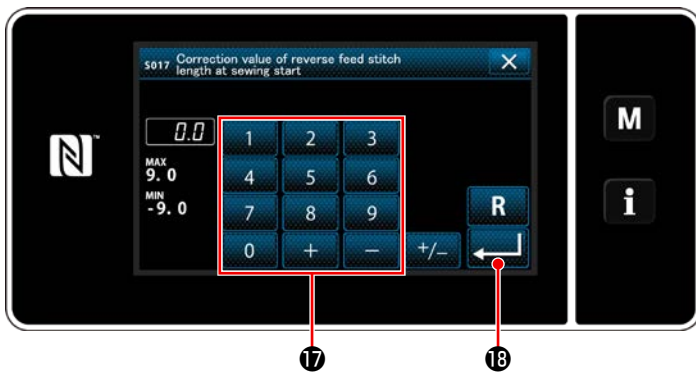 S017 Correction value of reverse feed stitch
length at sewing start
×
0.0
MAX
9.0
MIN
-9.0
1 2 3
4 5 6
7 8 9
0 + −
+/−
R
M
i
N™
⓱ ⓲